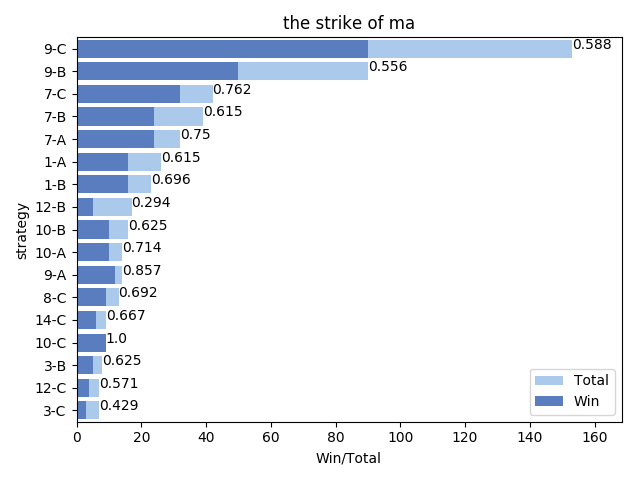 the strike of ma
9-C 0.588
9-B 0.556
7-C 0.762
7-B 0.615
7-A 0.75
1-A 0.615
1-B 0.696
12-B 0.294
10-B 0.625
10-A 0.714
9-A 0.857
8-C 0.692
14-C 0.667
10-C 1.0
3-B 0.625
12-C 0.571
3-C 0.429
strategy
Total
Win
0 20 40 60 80 100 120 140 160
Win/Total